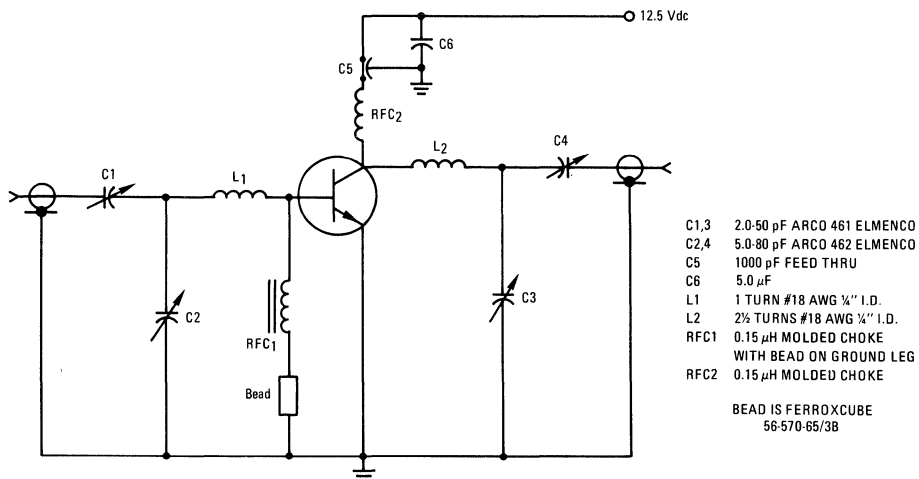 12.5 Vdc
C6
C5
RFC2
L2
C4
C1
L1
C2
RFC1
C3
Bead
C1,3 2.0-50 pF ARCO 461 ELMENCO
C2,4 5.0-80 pF ARCO 462 ELMENCO
C5 1000 pF FEED THRU
C6 5.0 μF
L1 1 TURN #18 AWG ¼" I.D.
L2 2½ TURNS #18 AWG ¼" I.D.
RFC1 0.15 μH MOLDED CHOKE
WITH BEAD ON GROUND LEG
RFC2 0.15 μH MOLDED CHOKE
BEAD IS FERROXCUBE
56-570-65/3B